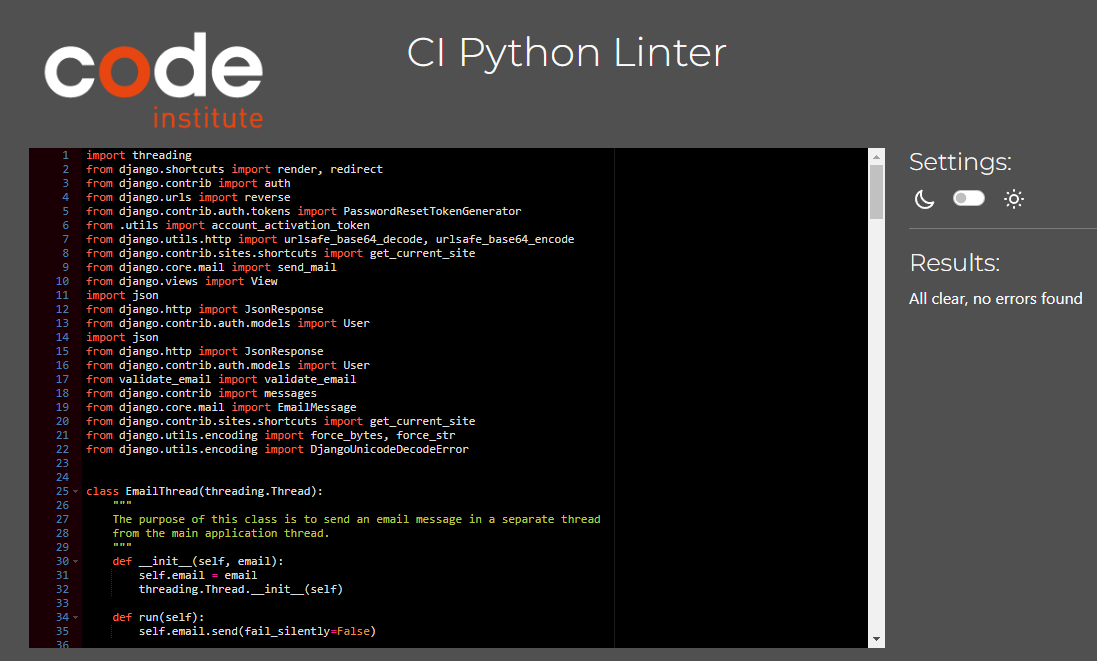 code
institute
CI Python Linter
1 import threading
2 from django.shortcuts import render, redirect
3 from django.contrib import auth
4 from django.urls import reverse
5 from django.contrib.auth.tokens import PasswordResetTokenGenerator
6 from .utils import account_activation_token
7 from django.utils.http import urlsafe_base64_decode, urlsafe_base64_encode
8 from django.contrib.sites.shortcuts import get_current_site
9 from django.core.mail import send_mail
10 from django.views import View
11 import json
12 from django.http import JsonResponse
13 from django.contrib.auth.models import User
14 import json
15 from django.http import JsonResponse
16 from django.contrib.auth.models import User
17 from validate_email import validate_email
18 from django.contrib import messages
19 from django.core.mail import EmailMessage
20 from django.contrib.sites.shortcuts import get_current_site
21 from django.utils.encoding import force_bytes, force_str
22 from django.utils.encoding import DjangoUnicodeDecodeError
23
24
25 class EmailThread(threading.Thread):
26     """
27     The purpose of this class is to send an email message in a separate thread
28     from the main application thread.
29     """
30     def __init__(self, email):
31         self.email = email
32         threading.Thread.__init__(self)
33
34     def run(self):
35         self.email.send(fail_silently=False)
36
Settings:
Results:
All clear, no errors found